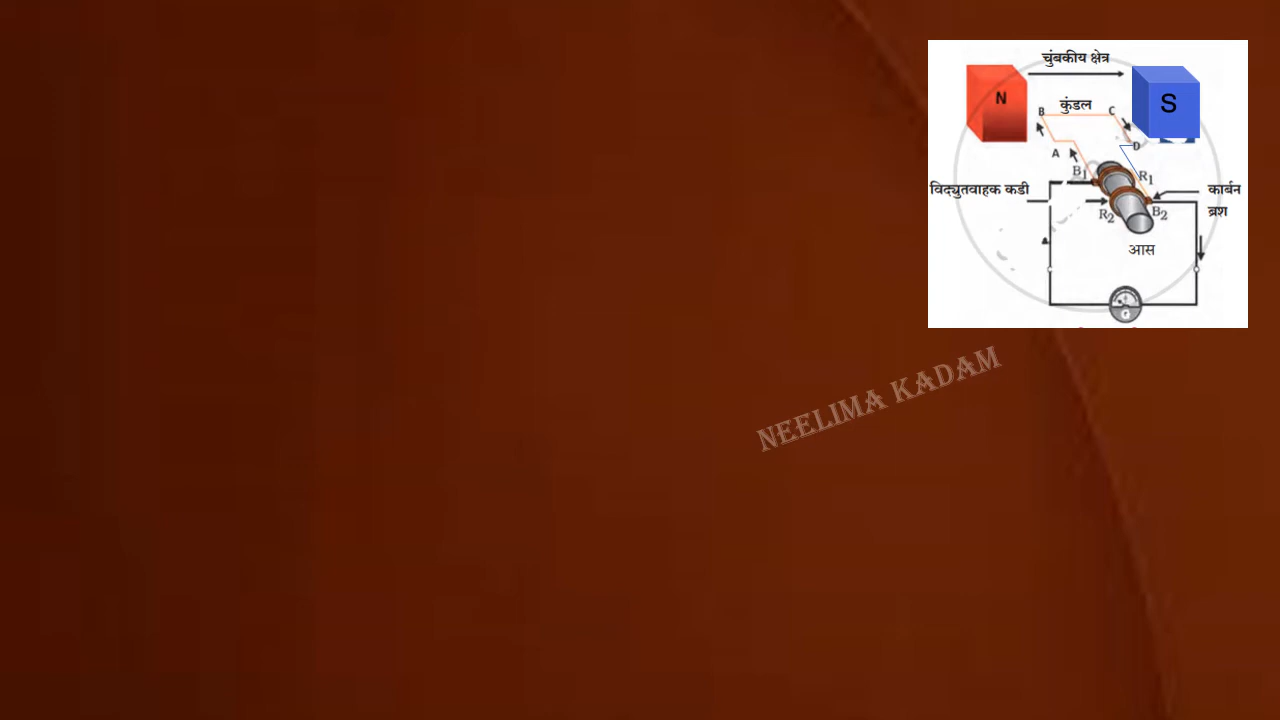 चुंबकीय क्षेत्र
N
S
B कुंडल C
A
D
B1
R1
विद्युतवाहक कडी
कार्बन
ब्रश
R2
B2
आस
G
NEELIMA KADAM